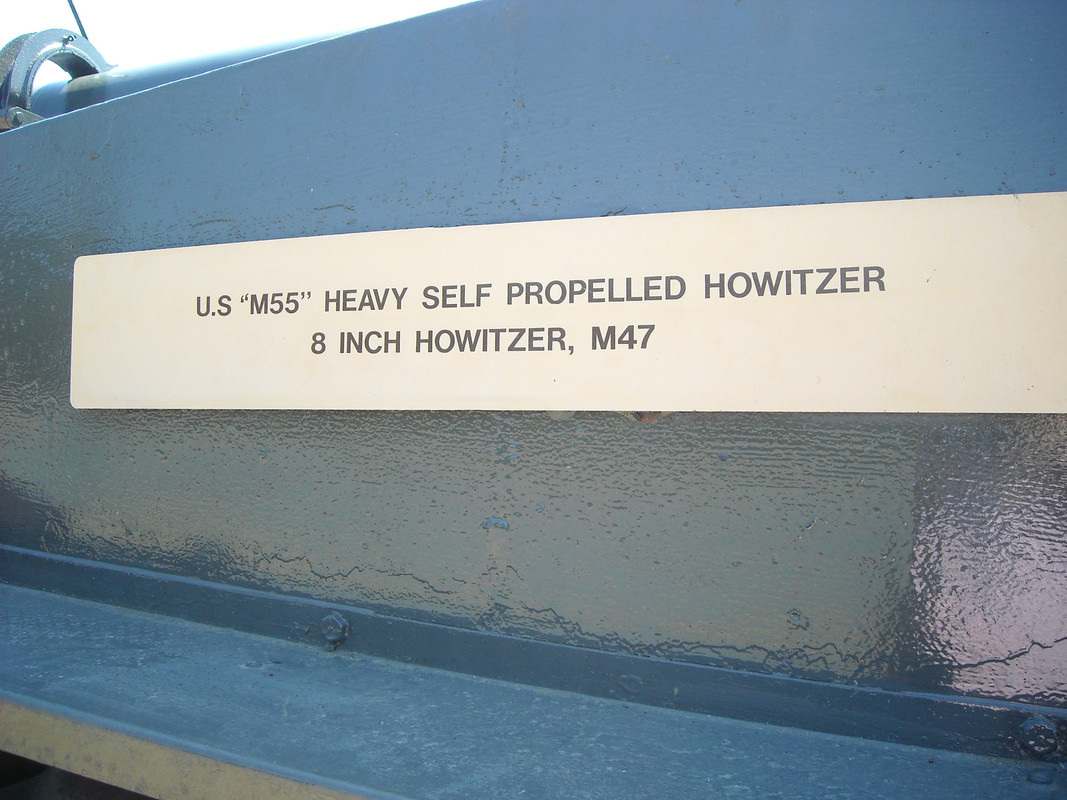 U.S “M55” HEAVY SELF PROPELLED HOWITZER
8 INCH HOWITZER, M47